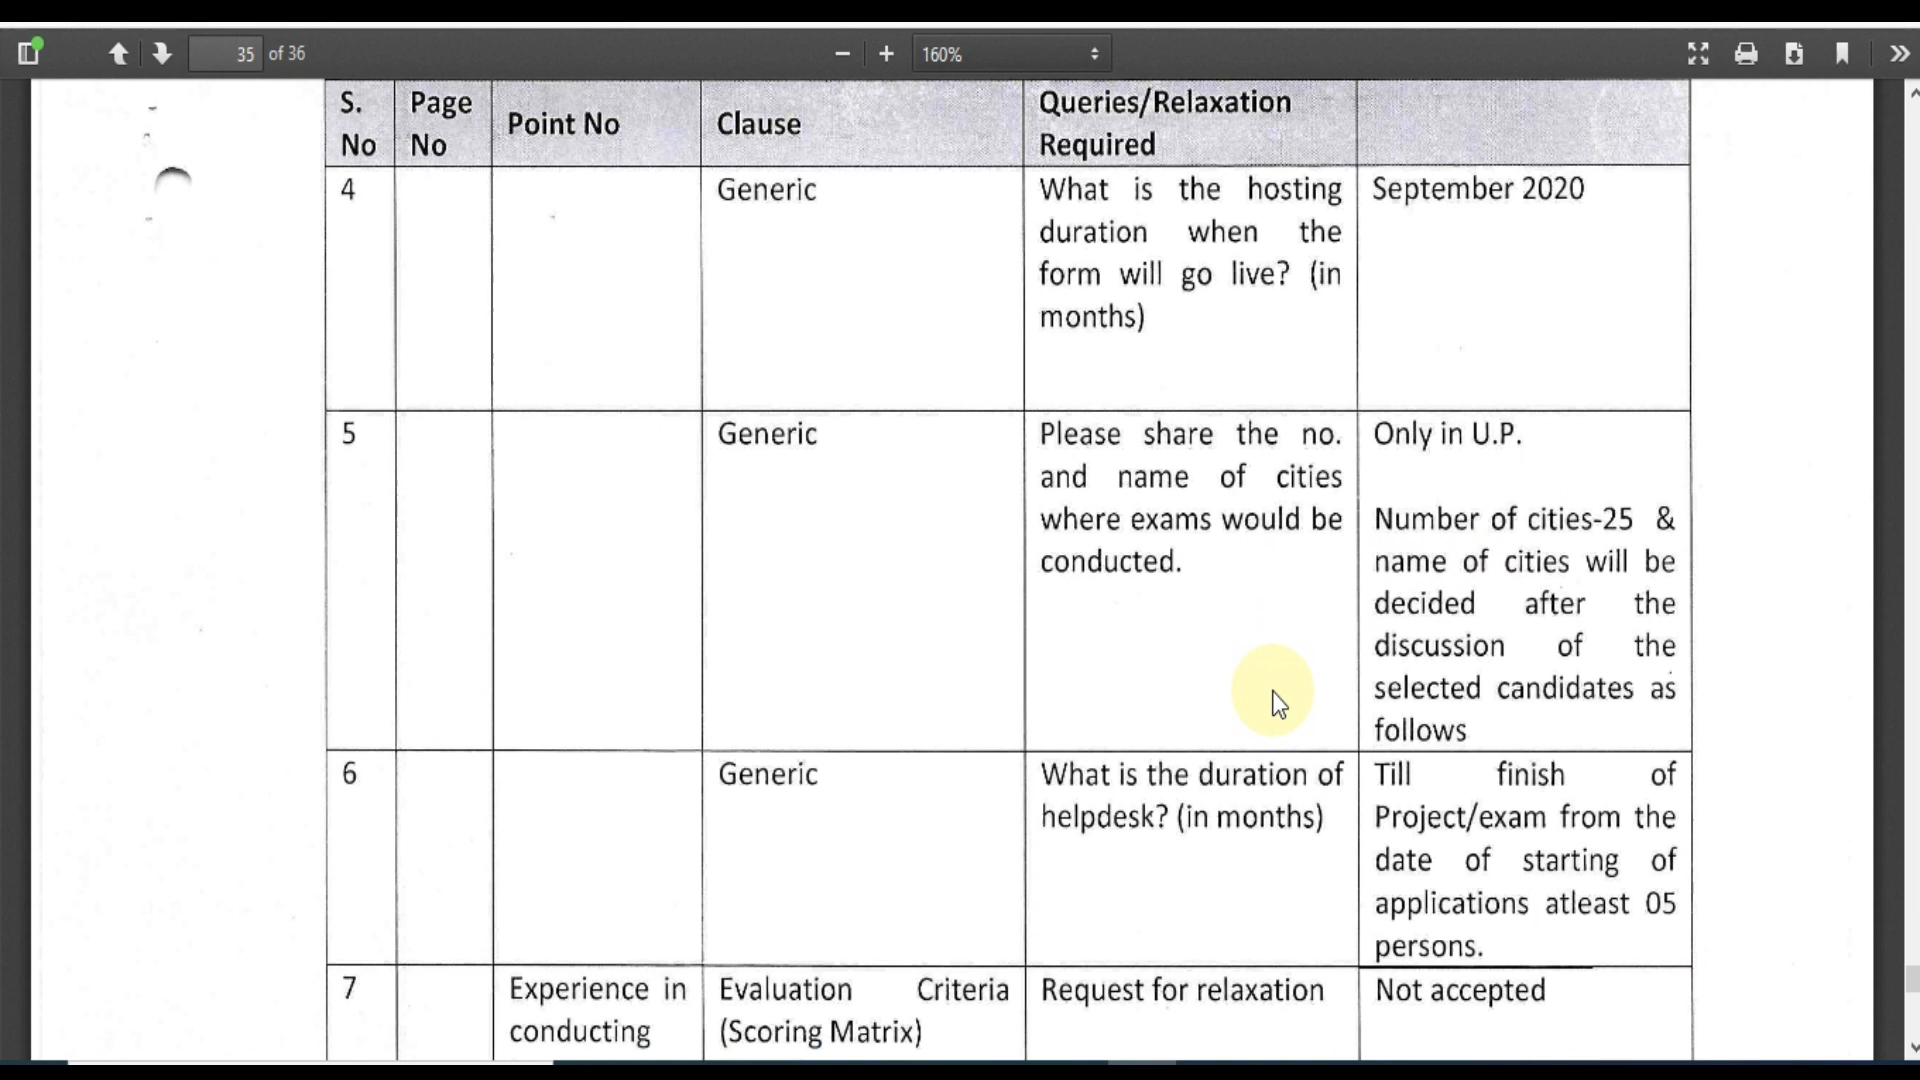 35 of 36
160%
S. No
Page No
Point No
Clause
Queries/Relaxation
Required
4
Generic
What is the hosting
duration when the
form will go live? (in
months)
September 2020
5
Generic
Please share the no.
and name of cities
where exams would be
conducted.
Only in U.P.
Number of cities-25 &
name of cities will be
decided after the
discussion of the
selected candidates as
follows
6
Generic
What is the duration of
helpdesk? (in months)
Till finish of
Project/exam from the
date of starting of
applications atleast 05
persons.
7
Experience in
conducting
Evaluation Criteria
(Scoring Matrix)
Request for relaxation
Not accepted